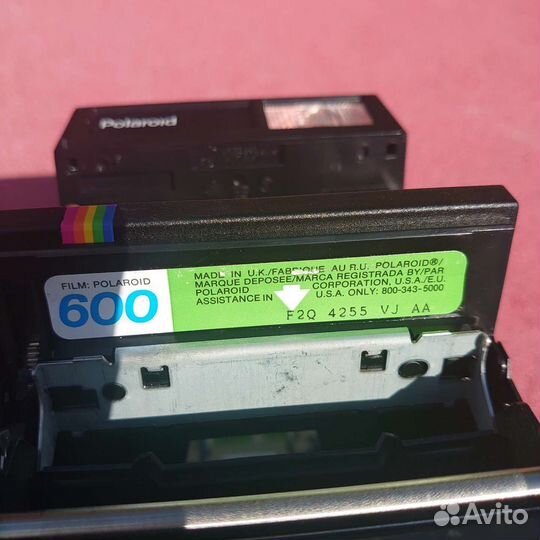 Polaroid
FILM: POLAROID
600
MADE IN U.K./FABRIQUE AU R.U. POLAROID®/
MARQUE DEPOSEE/MARCA REGISTRADA BY/PAR
POLAROID CORPORATION, U.S.A./E.U.
ASSISTANCE IN U.S.A. ONLY: 800-343-5000
F2Q 4255 VJ AA
Avito